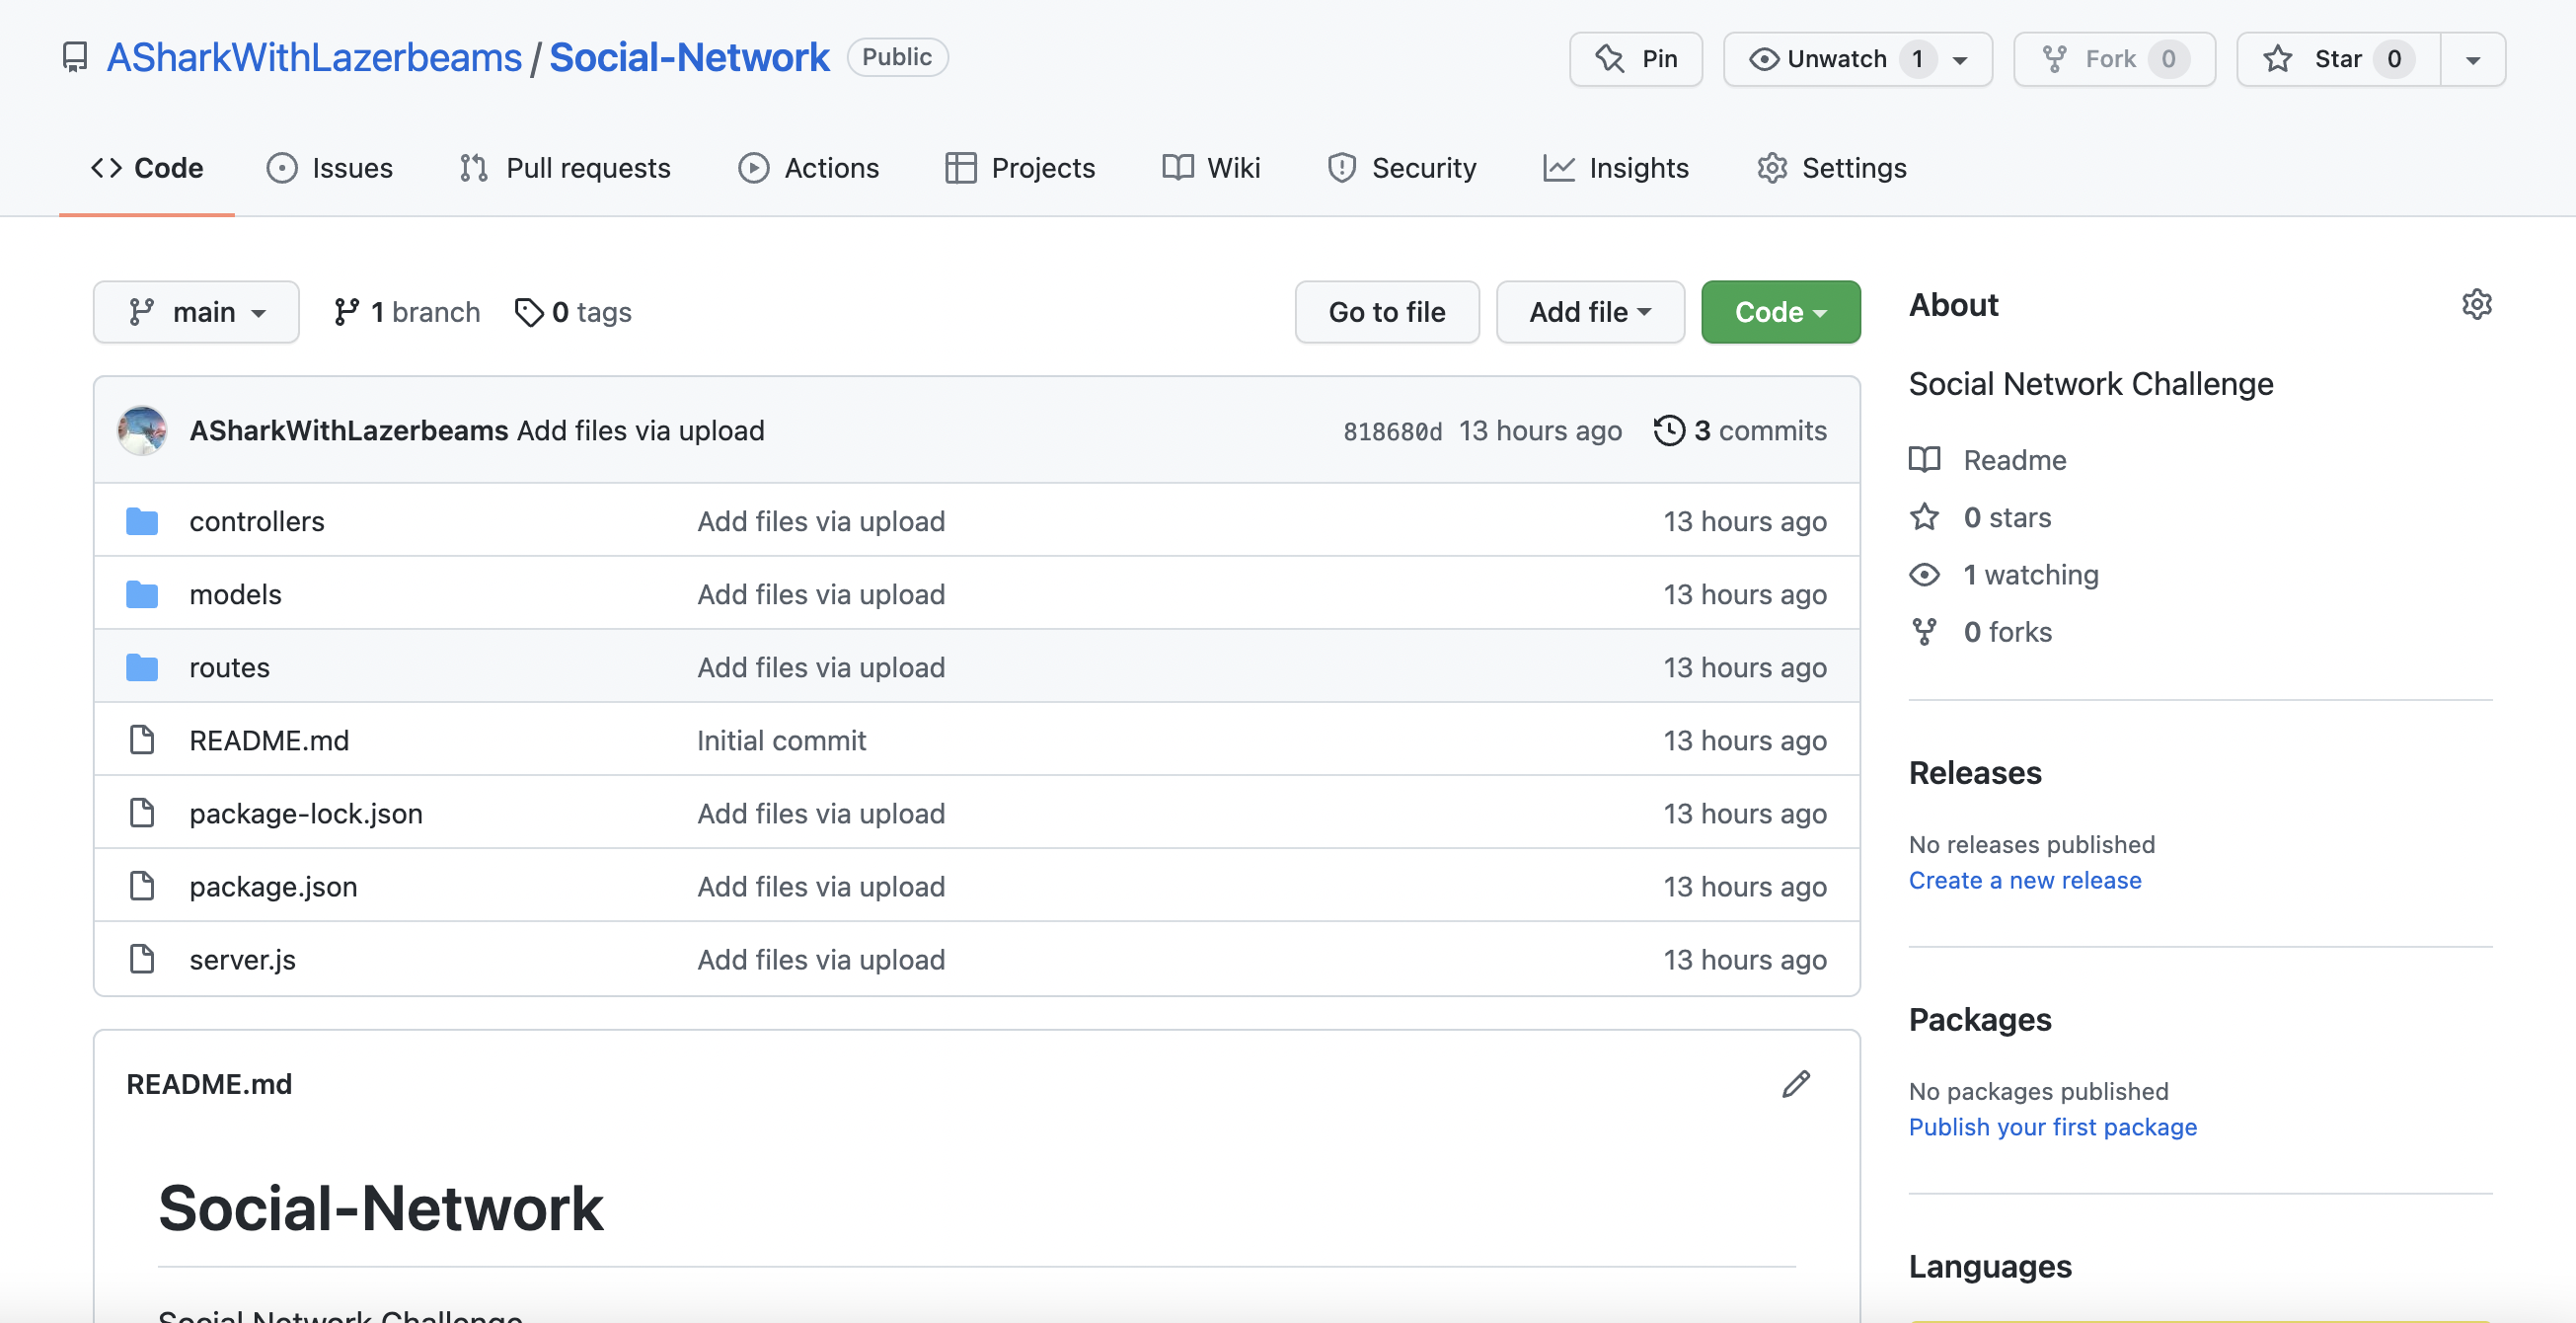 ASharkWithLazerbeams / Social-Network Public Pin Unwatch 1 Fork 0 Star 0
Code Issues Pull requests Actions Projects Wiki Security Insights Settings
main 1 branch 0 tags Go to file Add file Code
ASharkWithLazerbeams Add files via upload 818680d 13 hours ago 3 commits
controllers Add files via upload 13 hours ago
models Add files via upload 13 hours ago
routes Add files via upload 13 hours ago
README.md Initial commit 13 hours ago
package-lock.json Add files via upload 13 hours ago
package.json Add files via upload 13 hours ago
server.js Add files via upload 13 hours ago
README.md
Social-Network
Social Network Challenge
About
Social Network Challenge
Readme
0 stars
1 watching
0 forks
Releases
No releases published
Create a new release
Packages
No packages published
Publish your first package
Languages